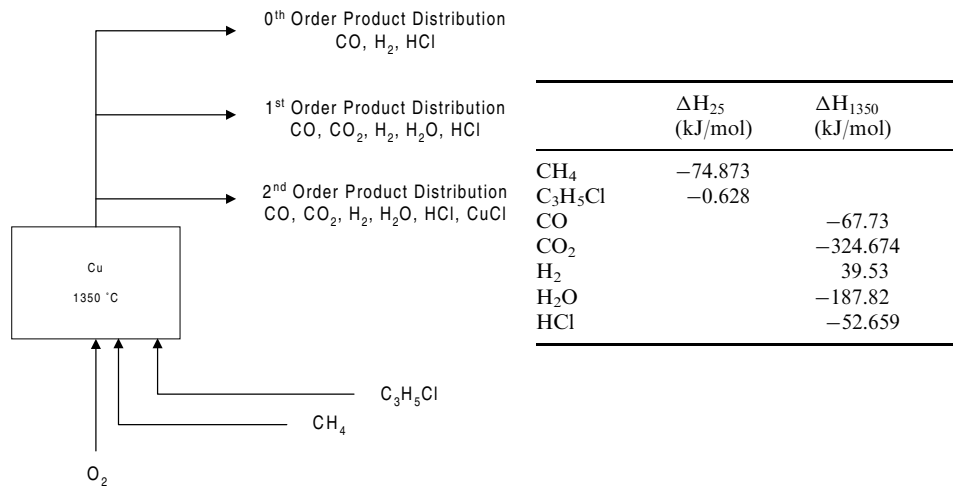 0th Order Product Distribution
CO, H2, HCl
1st Order Product Distribution
CO, CO2, H2, H2O, HCl
2nd Order Product Distribution
CO, CO2, H2, H2O, HCl, CuCl
Cu
1350 °C
C3H5Cl
CH4
O2
ΔH25 ΔH1350
(kJ/mol) (kJ/mol)
CH4 −74.873
C3H5Cl −0.628
CO −67.73
CO2 −324.674
H2 39.53
H2O −187.82
HCl −52.659